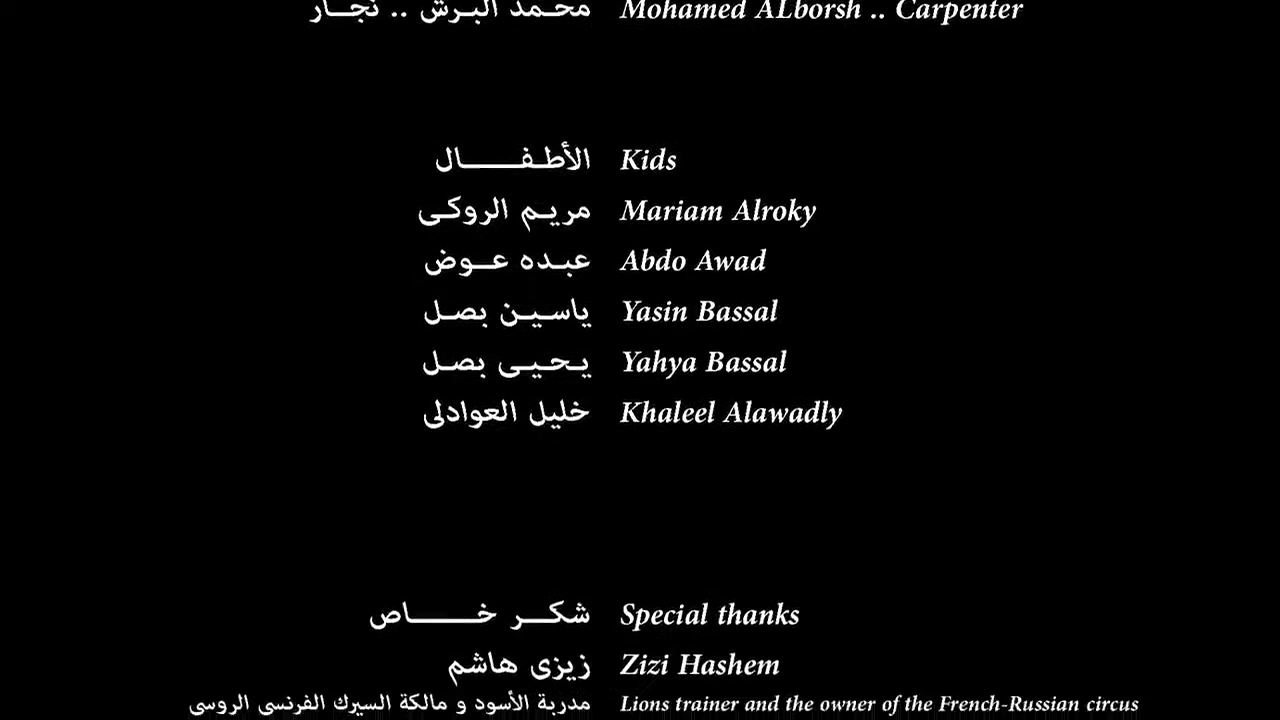 محمد البرش .. نجار Mohamed ALborsh .. Carpenter
الأطفال Kids
مريم الروكى Mariam Alroky
عبده عوض Abdo Awad
ياسين بصل Yasin Bassal
يحيى بصل Yahya Bassal
خليل العوادلى Khaleel Alawadly
شكر خاص Special thanks
زيزى هاشم Zizi Hashem
مدربة الأسود و مالكة السيرك الفرنسى الروسى Lions trainer and the owner of the French-Russian circus